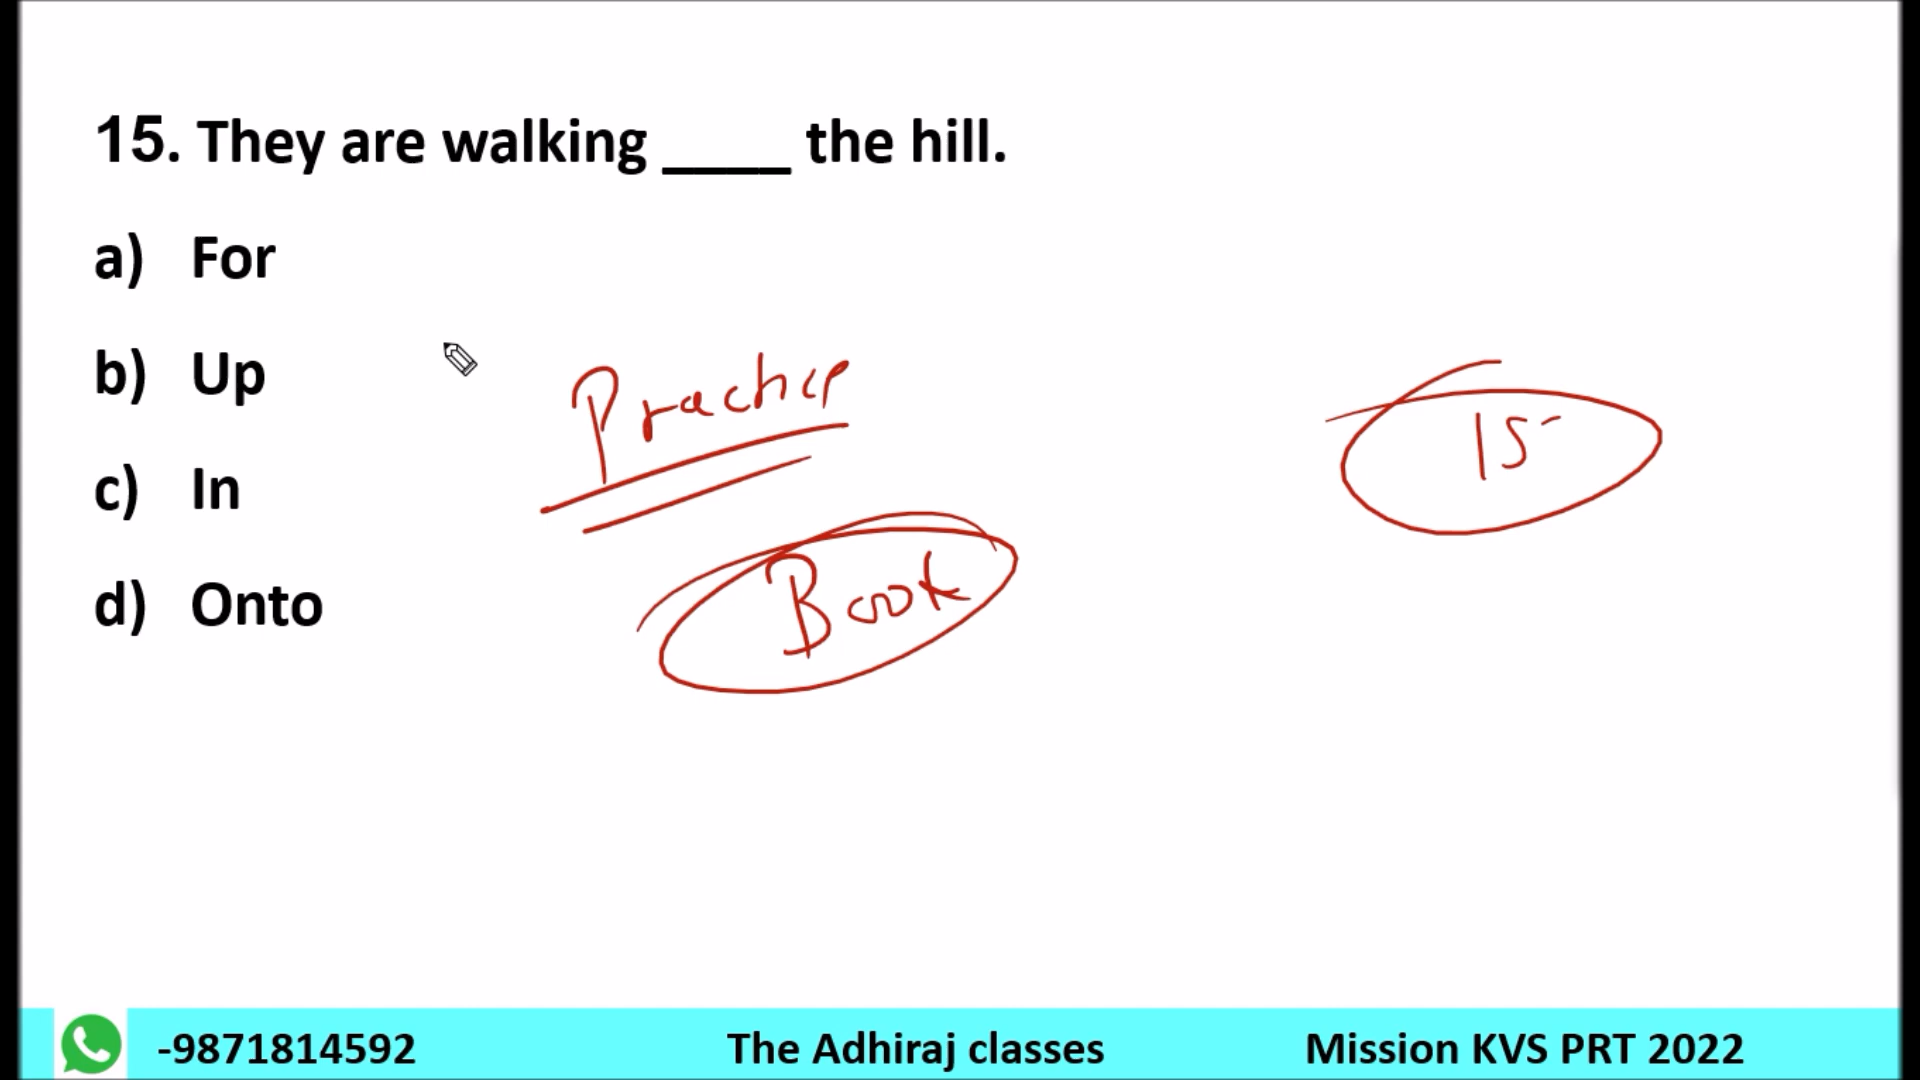 15. They are walking ____ the hill.
a) For
b) Up
c) In
d) Onto
Practice
Book
15
-9871814592 The Adhiraj classes Mission KVS PRT 2022